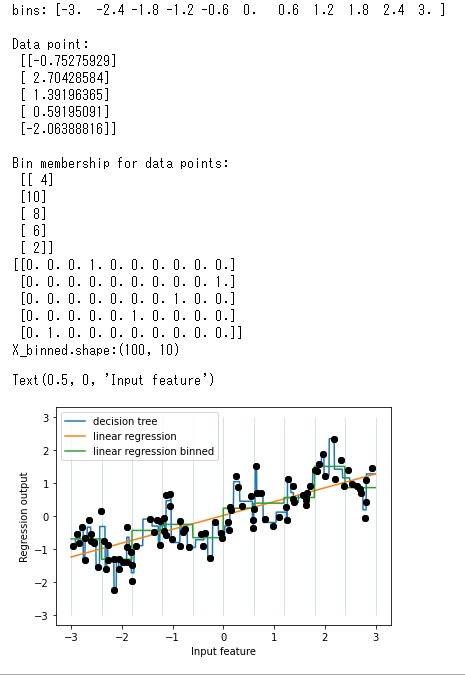 bins: [-3. -2.4 -1.8 -1.2 -0.6 0. 0.6 1.2 1.8 2.4 3. ]
Data point:
[[-0.75275929]
[ 2.70428584]
[ 1.39196365]
[ 0.59195091]
[-2.06388816]]
Bin membership for data points:
[[ 4]
[10]
[ 8]
[ 6]
[ 2]]
[[0. 0. 0. 1. 0. 0. 0. 0. 0. 0.]
[0. 0. 0. 0. 0. 0. 0. 0. 0. 1.]
[0. 0. 0. 0. 0. 0. 0. 1. 0. 0.]
[0. 0. 0. 0. 0. 1. 0. 0. 0. 0.]
[0. 1. 0. 0. 0. 0. 0. 0. 0. 0.]]
X_binned.shape:(100, 10)
Text(0.5, 0, 'Input feature')
decision tree
linear regression
linear regression binned
Regression output
3
2
1
0
−1
−2
−3
−3 −2 −1 0 1 2 3
Input feature